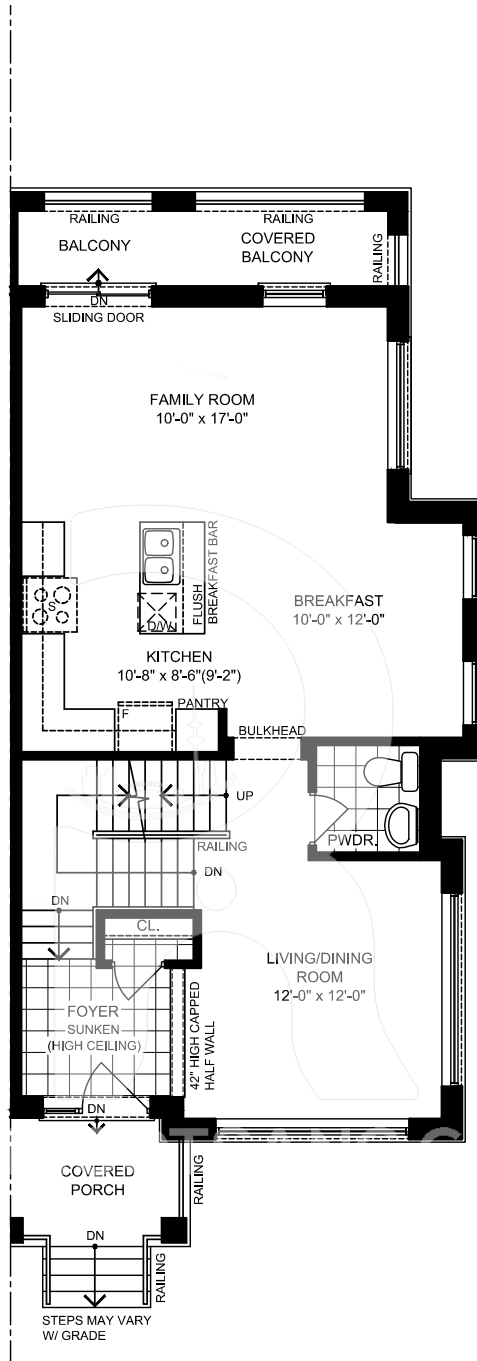 RAILING
RAILING
BALCONY
COVERED
BALCONY
RAILING
DN
SLIDING DOOR
FAMILY ROOM
10'-0" x 17'-0"
FLUSH
BREAKFAST BAR
S
D/W
BREAKFAST
10'-0" x 12'-0"
KITCHEN
10'-8" x 8'-6"(9'-2")
F
PANTRY
BULKHEAD
UP
RAILING
PWDR.
DN
DN
CL.
LIVING/DINING
ROOM
12'-0" x 12'-0"
FOYER
SUNKEN
(HIGH CEILING)
42" HIGH CAPPED
HALF WALL
DN
COVERED
PORCH
RAILING
DN
RAILING
STEPS MAY VARY
W/ GRADE